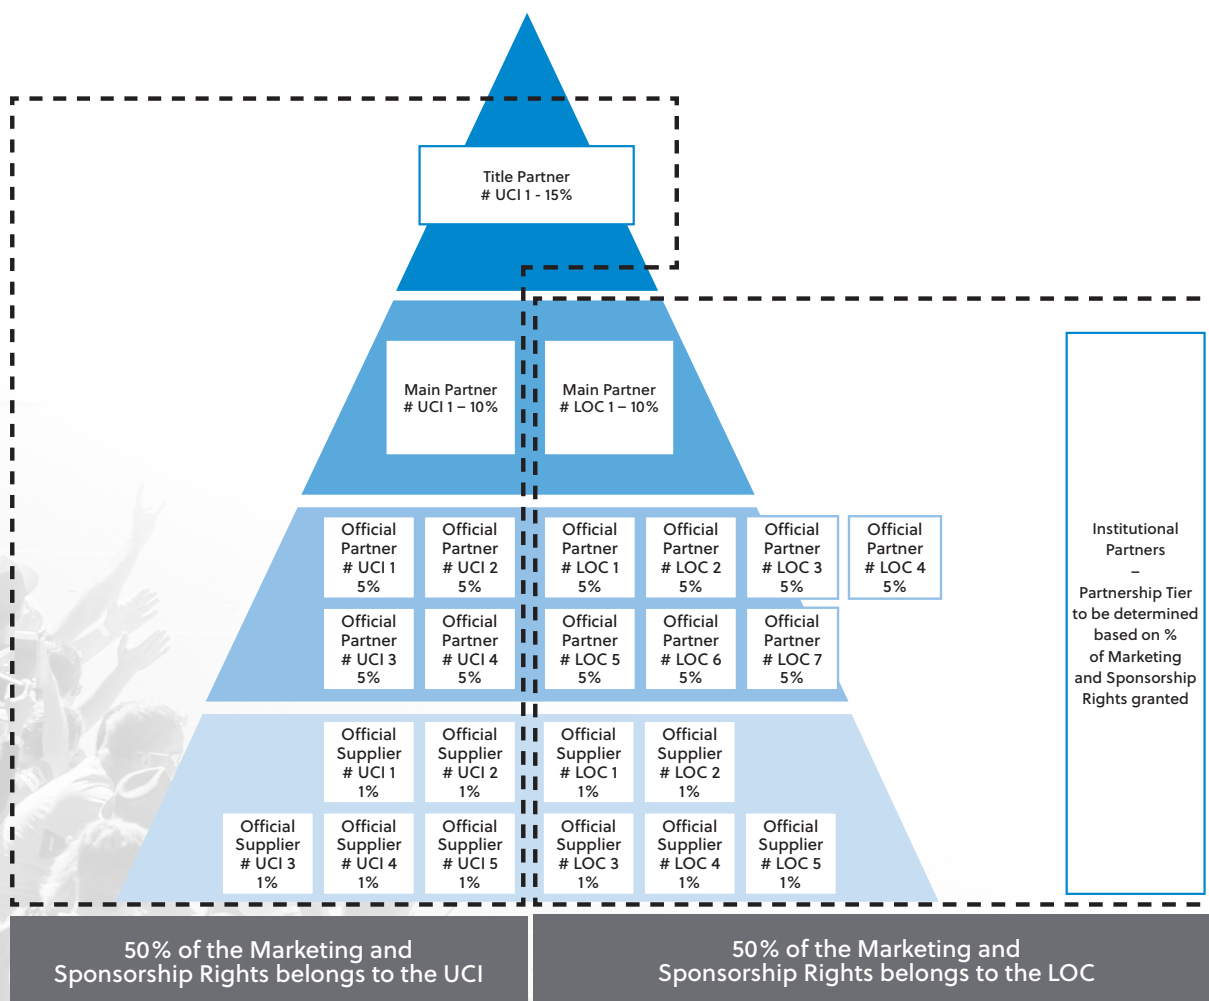 Title Partner
# UCI 1 - 15%
Main Partner
# UCI 1 – 10%
Main Partner
# LOC 1 – 10%
Official
Partner
# UCI 1
5%
Official
Partner
# UCI 2
5%
Official
Partner
# LOC 1
5%
Official
Partner
# LOC 2
5%
Official
Partner
# LOC 3
5%
Official
Partner
# LOC 4
5%
Official
Partner
# UCI 3
5%
Official
Partner
# UCI 4
5%
Official
Partner
# LOC 5
5%
Official
Partner
# LOC 6
5%
Official
Partner
# LOC 7
5%
Official
Supplier
# UCI 1
1%
Official
Supplier
# UCI 2
1%
Official
Supplier
# LOC 1
1%
Official
Supplier
# LOC 2
1%
Official
Supplier
# UCI 3
1%
Official
Supplier
# UCI 4
1%
Official
Supplier
# UCI 5
1%
Official
Supplier
# LOC 3
1%
Official
Supplier
# LOC 4
1%
Official
Supplier
# LOC 5
1%
Institutional
Partners
–
Partnership Tier
to be determined
based on %
of Marketing
and Sponsorship
Rights granted
50% of the Marketing and
Sponsorship Rights belongs to the UCI
50% of the Marketing and
Sponsorship Rights belongs to the LOC